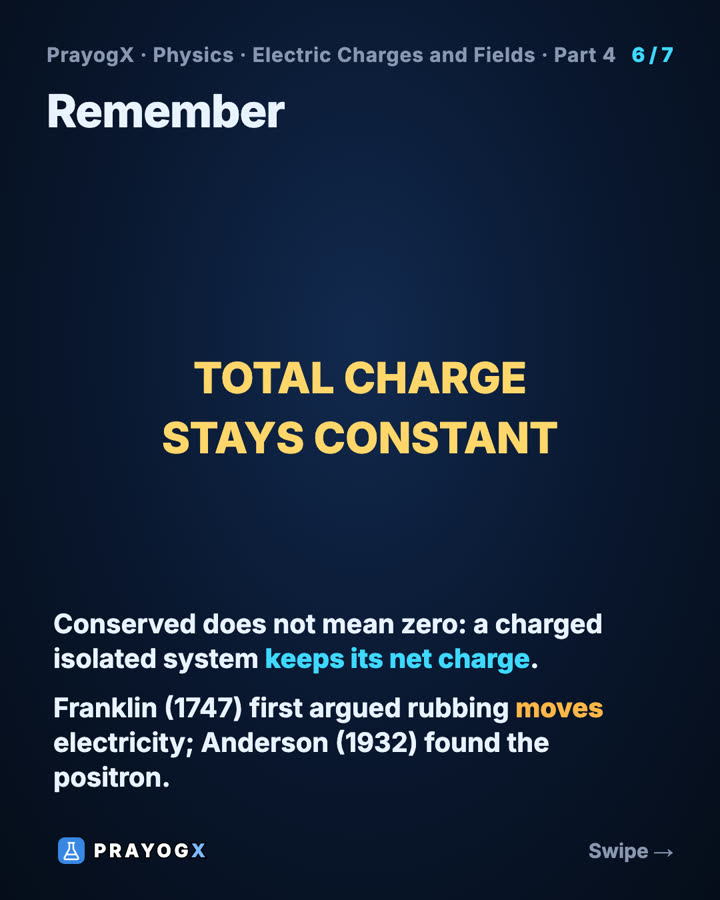 PrayogX · Physics · Electric Charges and Fields · Part 4 6 / 7
Remember
TOTAL CHARGE
STAYS CONSTANT
Conserved does not mean zero: a charged
isolated system keeps its net charge.
Franklin (1747) first argued rubbing moves
electricity; Anderson (1932) found the
positron.
PRAYOGX
Swipe →